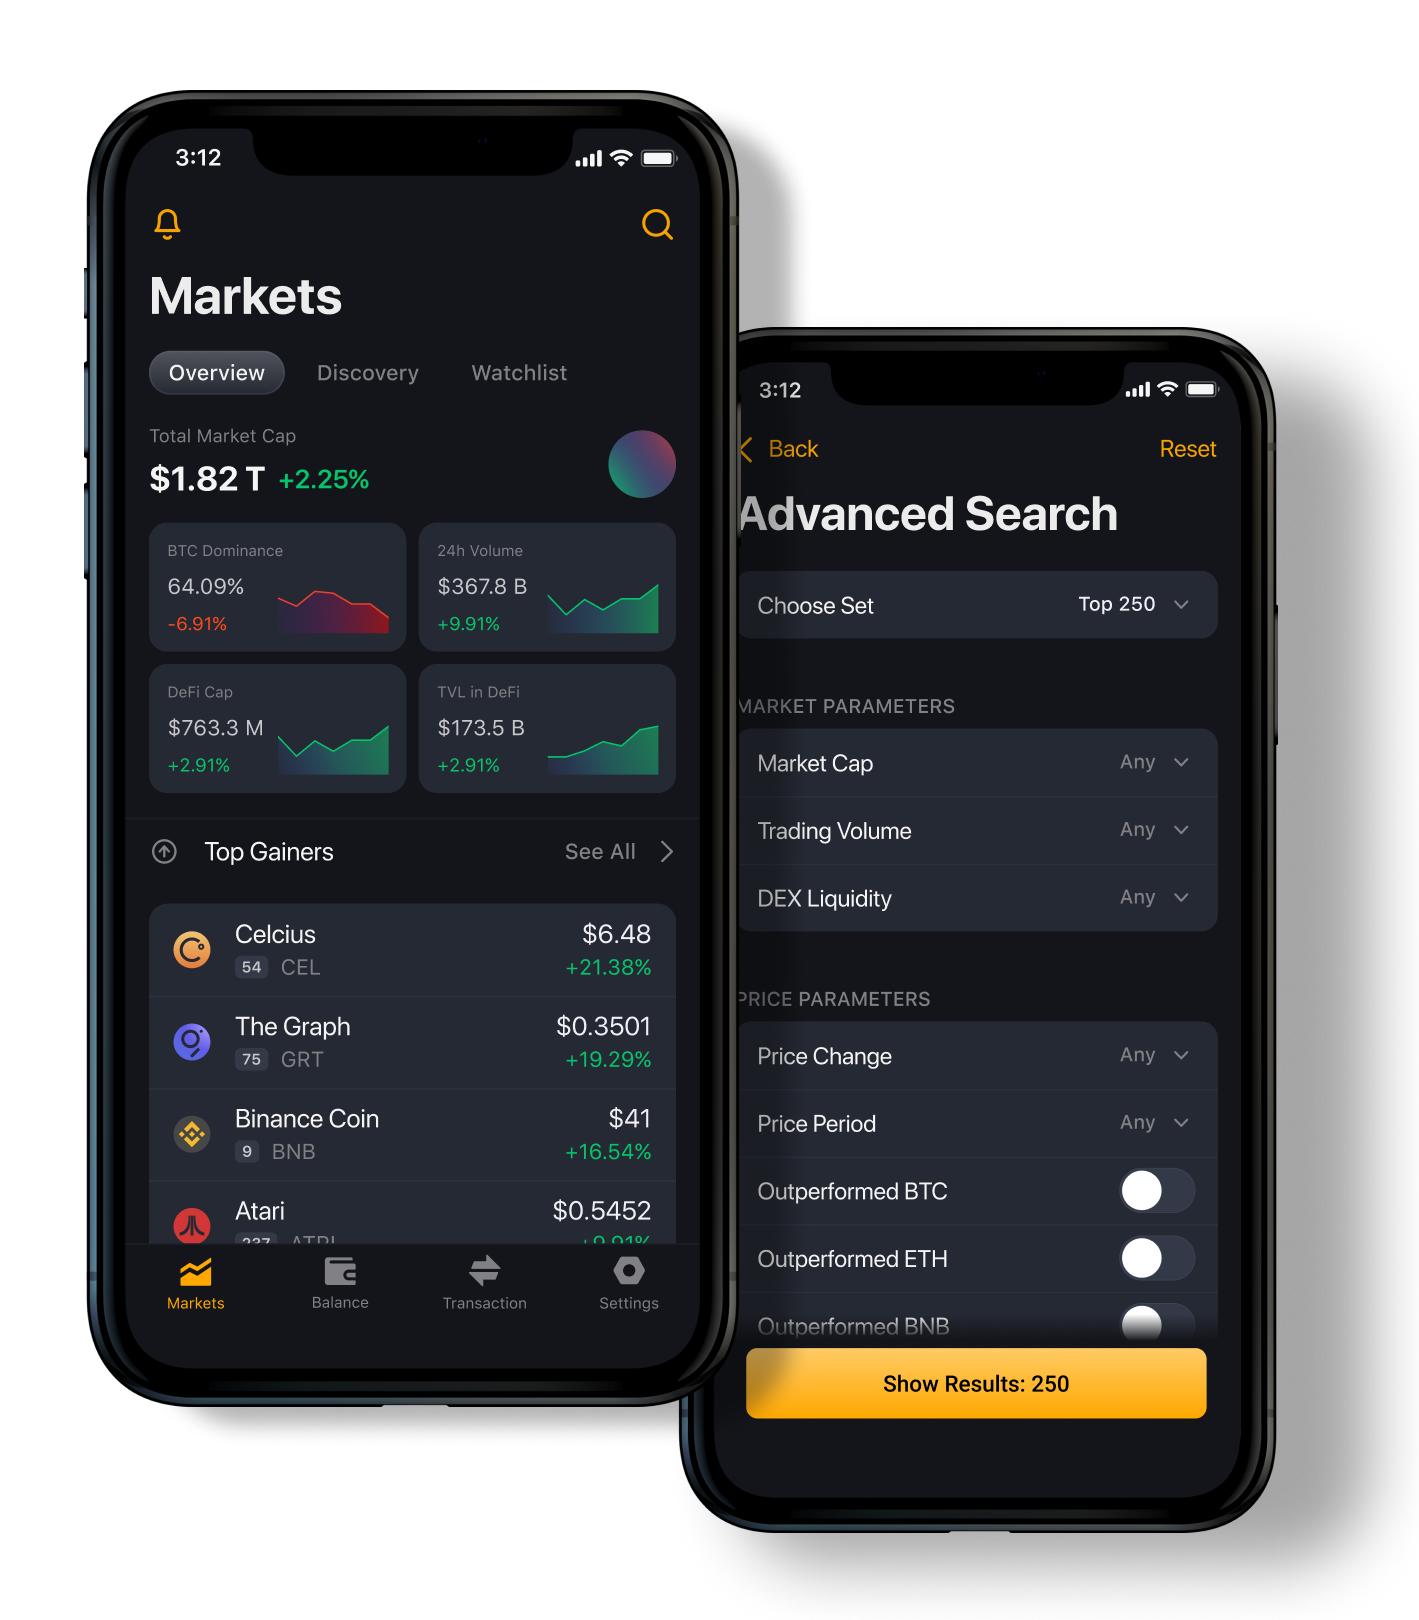 3:12
Markets
Overview Discovery Watchlist
Total Market Cap
$1.82 T +2.25%
BTC Dominance
64.09%
-6.91%
24h Volume
$367.8 B
+9.91%
DeFi Cap
$763.3 M
+2.91%
TVL in DeFi
$173.5 B
+2.91%
Top Gainers See All
Celcius $6.48
54 CEL +21.38%
The Graph $0.3501
75 GRT +19.29%
Binance Coin $41
9 BNB +16.54%
Atari $0.5452
237 ATRI +9.91%
Markets Balance Transaction Settings
3:12
Back Reset
Advanced Search
Choose Set Top 250
MARKET PARAMETERS
Market Cap Any
Trading Volume Any
DEX Liquidity Any
PRICE PARAMETERS
Price Change Any
Price Period Any
Outperformed BTC
Outperformed ETH
Outperformed BNB
Show Results: 250